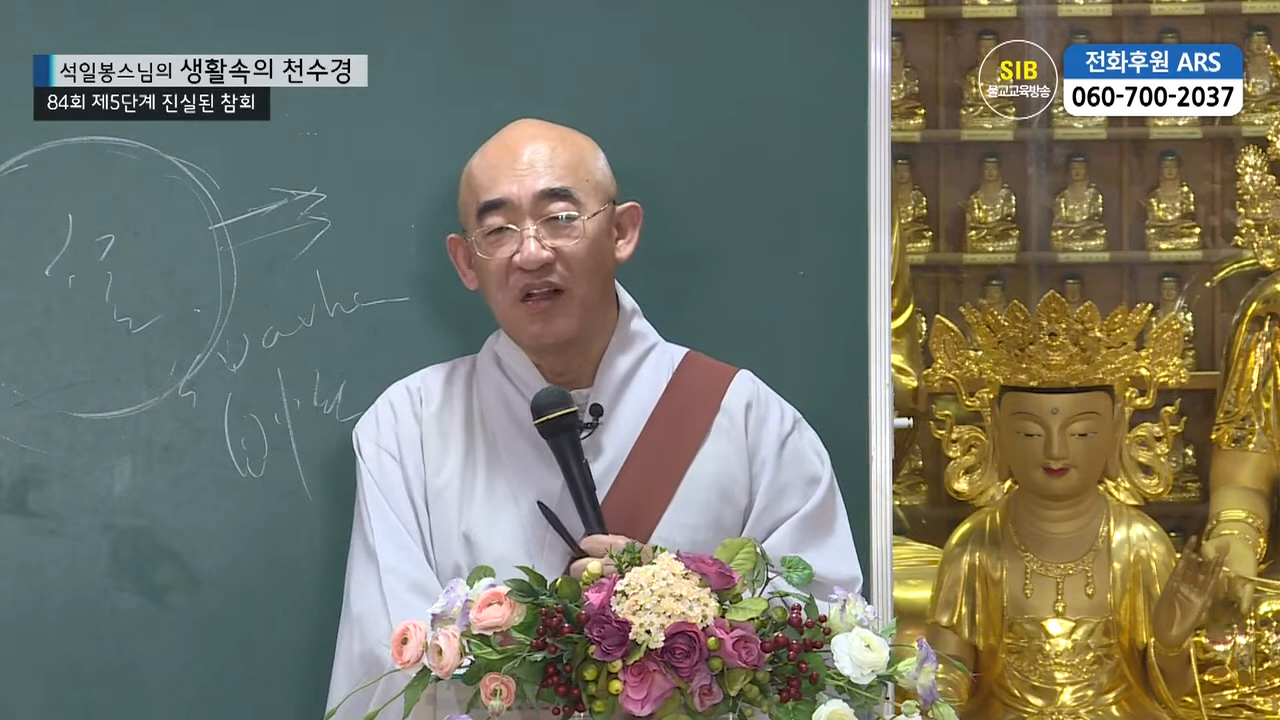 석일봉스님의 생활속의 천수경
84회 제5단계 진실된 참회
SIB
불교교육방송
전화후원 ARS
060-700-2037